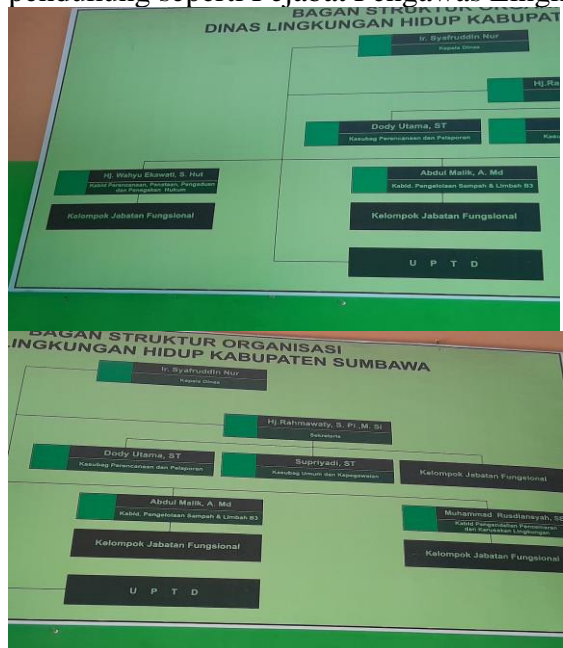 BAGAN STRUKTUR
DINAS LINGKUNGAN HIDUP KABUPAT
Ir. Syafruddin Nur
Kepala Dinas
Hj.Ra
Dody Utama, ST
Kasubag Perencanaan dan Pelaporan
Kasu
Hj. Wahyu Ekawati, S. Hut
Kabid Perencanaan, Penataan, Pengaduan
dan Penegakan Hukum
Abdul Malik, A. Md
Kabid. Pengelolaan Sampah & Limbah B3
Kelompok Jabatan Fungsional
Kelompok Jabatan Fungsional
U P T D
BAGAN STRUKTUR ORGANISASI
LINGKUNGAN HIDUP KABUPATEN SUMBAWA
Ir. Syafruddin Nur
Kepala Dinas
Hj.Rahmawaty, S. Pi.,M. SI
Sekretaris
Dody Utama, ST
Kasubag Perencanaan dan Pelaporan
Supriyadi, ST
Kasubag Umum dan Kepegawaian
Kelompok Jabatan Fungsional
Abdul Malik, A. Md
Kabid. Pengelolaan Sampah & Limbah B3
Muhammad Rusdiansyah, SE
Kabid Pengendalian Pencemaran
dan Kerusakan Lingkungan
Kelompok Jabatan Fungsional
Kelompok Jabatan Fungsional
U P T D